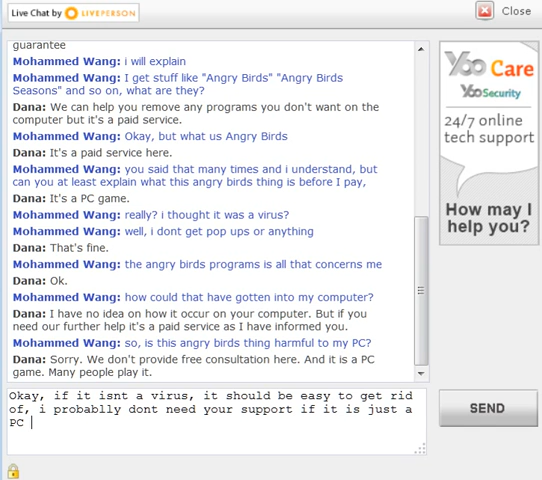 Live Chat by LIVEPERSON
Close
guarantee
Mohammed Wang: i will explain
Mohammed Wang: I get stuff like "Angry Birds" "Angry Birds
Seasons" and so on, what are they?
Dana: We can help you remove any programs you don't want on the
computer but it's a paid service.
Mohammed Wang: Okay, but what us Angry Birds
Dana: It's a paid service here.
Mohammed Wang: you said that many times and i understand, but
can you at least explain what this angry birds thing is before I pay,
Dana: It's a PC game.
Mohammed Wang: really? i thought it was a virus?
Mohammed Wang: well, i dont get pop ups or anything
Dana: That's fine.
Mohammed Wang: the angry birds programs is all that concerns me
Dana: Ok.
Mohammed Wang: how could that have gotten into my computer?
Dana: I have no idea on how it occur on your computer. But if you
need our further help it's a paid service as I have informed you.
Mohammed Wang: so, is this angry birds thing harmful to my PC?
Dana: Sorry. We don't provide free consultation here. And it is a PC
game. Many people play it.
Okay, if it isnt a virus, it should be easy to get rid
of, i probablly dont need your support if it is just a
PC
Yoo Care
YooSecurity
24/7 online
tech support
How may I
help you?
SEND